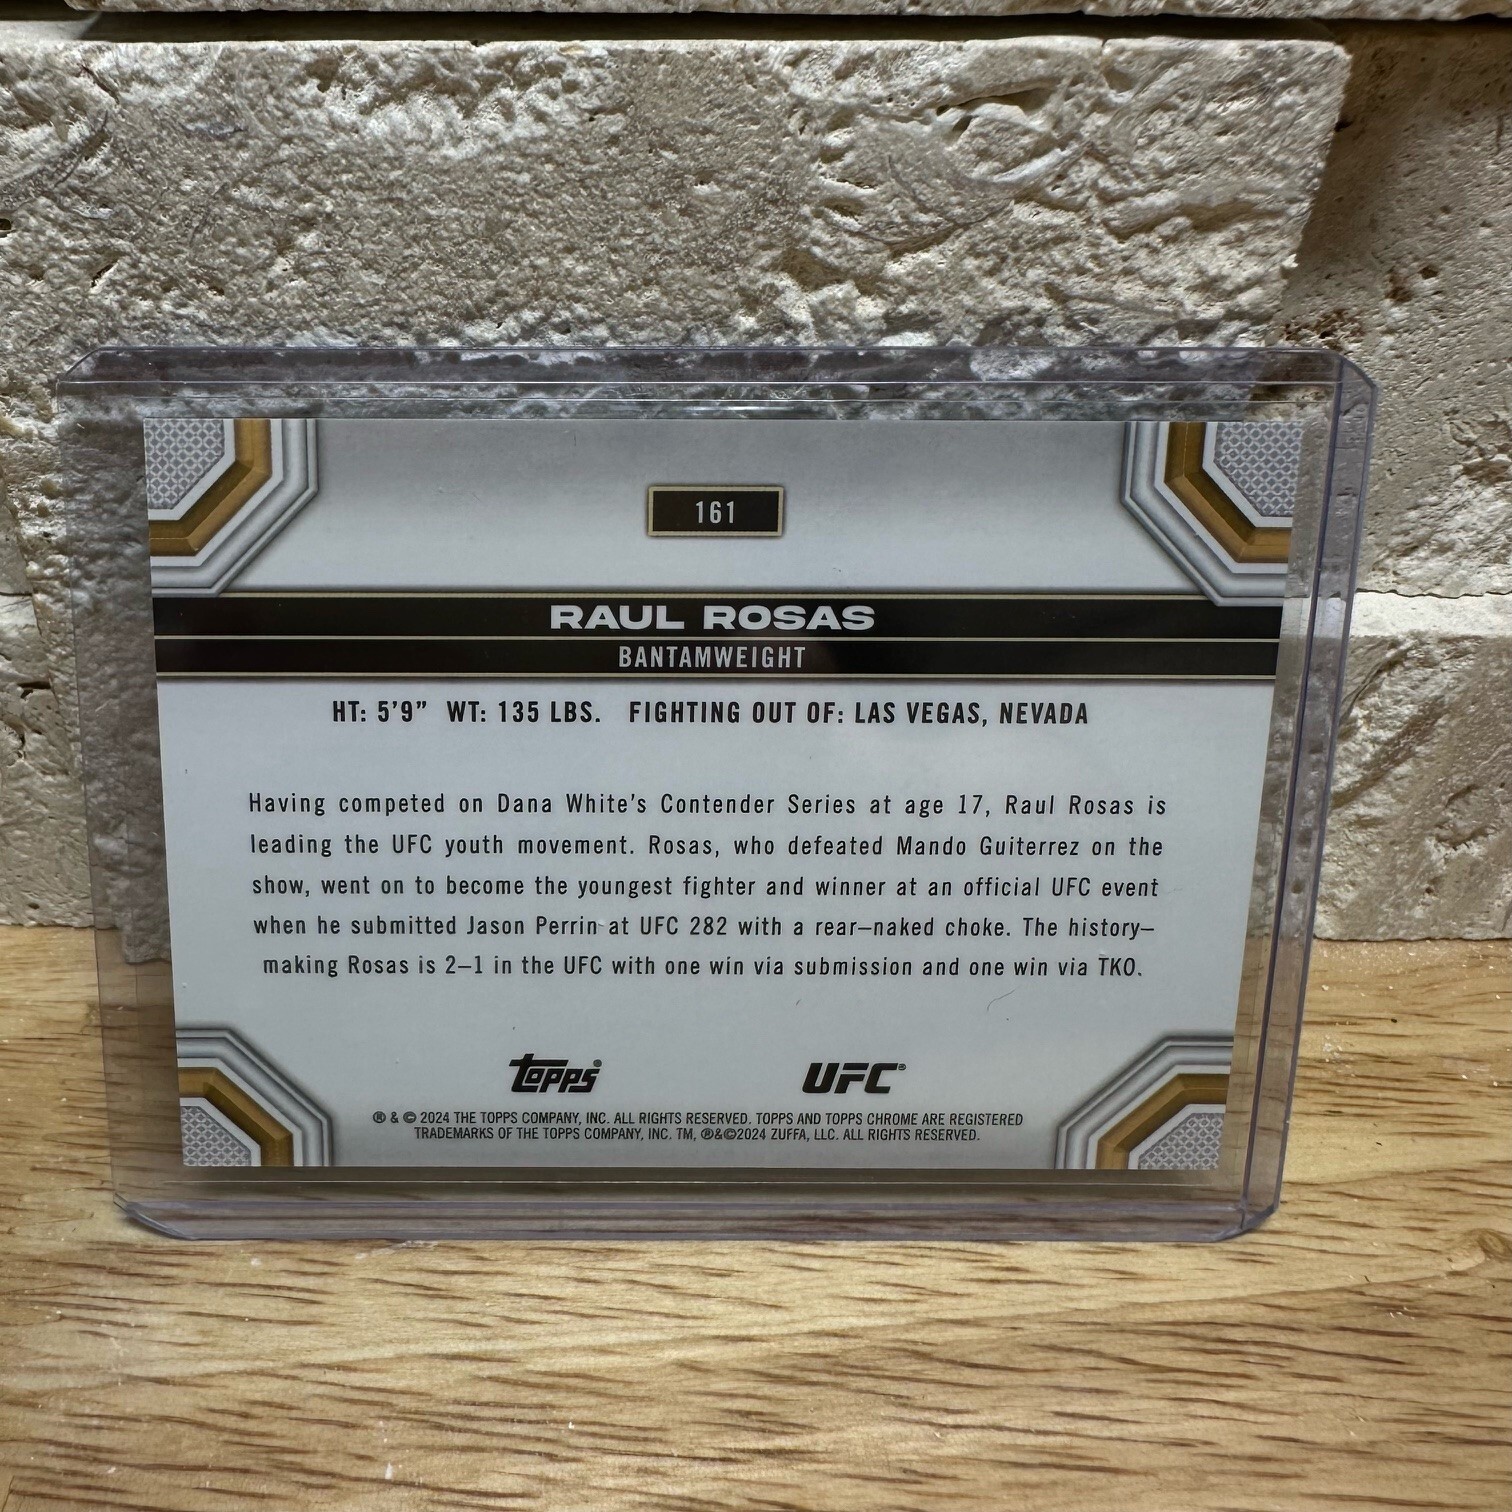 161
RAUL ROSAS
BANTAMWEIGHT
HT: 5'9" WT: 135 LBS. FIGHTING OUT OF: LAS VEGAS, NEVADA
Having competed on Dana White's Contender Series at age 17, Raul Rosas is
leading the UFC youth movement. Rosas, who defeated Mando Guiterrez on the
show, went on to become the youngest fighter and winner at an official UFC event
when he submitted Jason Perrin at UFC 282 with a rear–naked choke. The history–
making Rosas is 2–1 in the UFC with one win via submission and one win via TKO.
topps® UFC®
® & © 2024 THE TOPPS COMPANY, INC. ALL RIGHTS RESERVED. TOPPS AND TOPPS CHROME ARE REGISTERED
TRADEMARKS OF THE TOPPS COMPANY, INC. TM, ®&©2024 ZUFFA, LLC. ALL RIGHTS RESERVED.